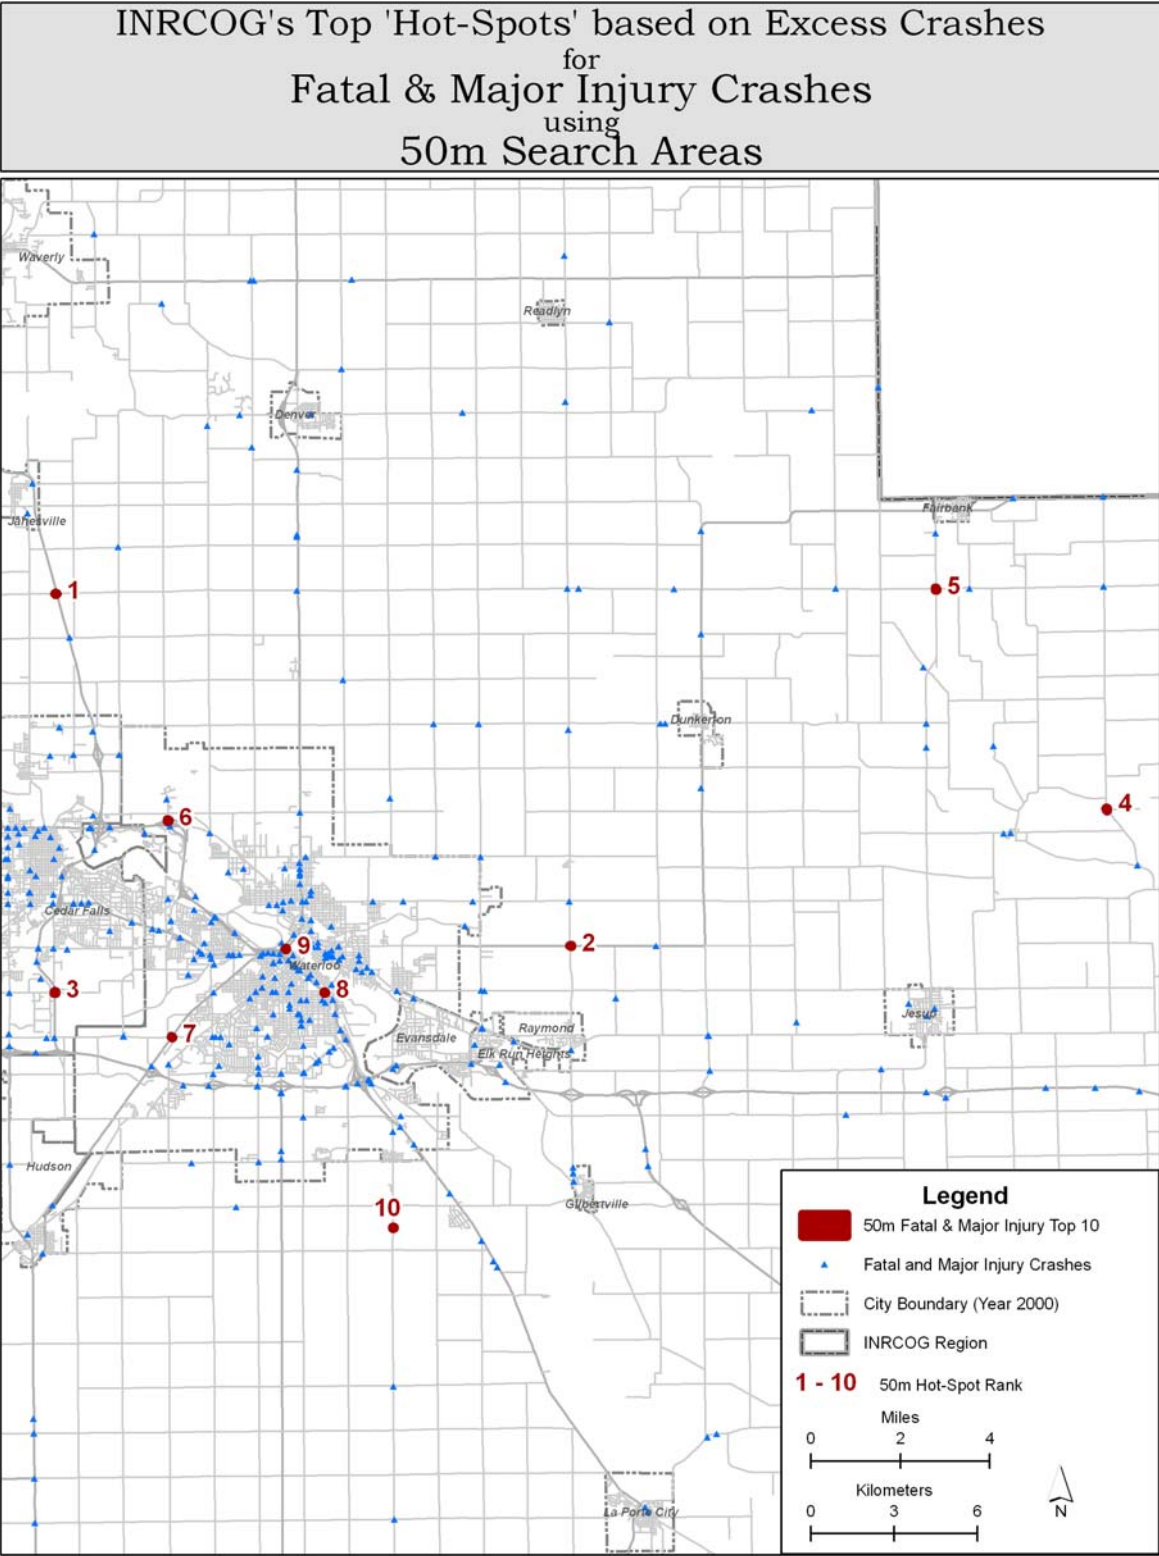 INRCOG's Top 'Hot-Spots' based on Excess Crashes
for
Fatal & Major Injury Crashes
using
50m Search Areas
Waverly
Readlyn
Denver
Janesville
Fairbank
1
5
Dunkerton
4
6
Cedar Falls
9
2
Waterloo
3
8
Jesup
7
Evansdale
Raymond
Elk Run Heights
Hudson
10
Gilbertville
La Porte City
Legend
50m Fatal & Major Injury Top 10
Fatal and Major Injury Crashes
City Boundary (Year 2000)
INRCOG Region
1 - 10 50m Hot-Spot Rank
Miles
0 2 4
Kilometers
0 3 6
N